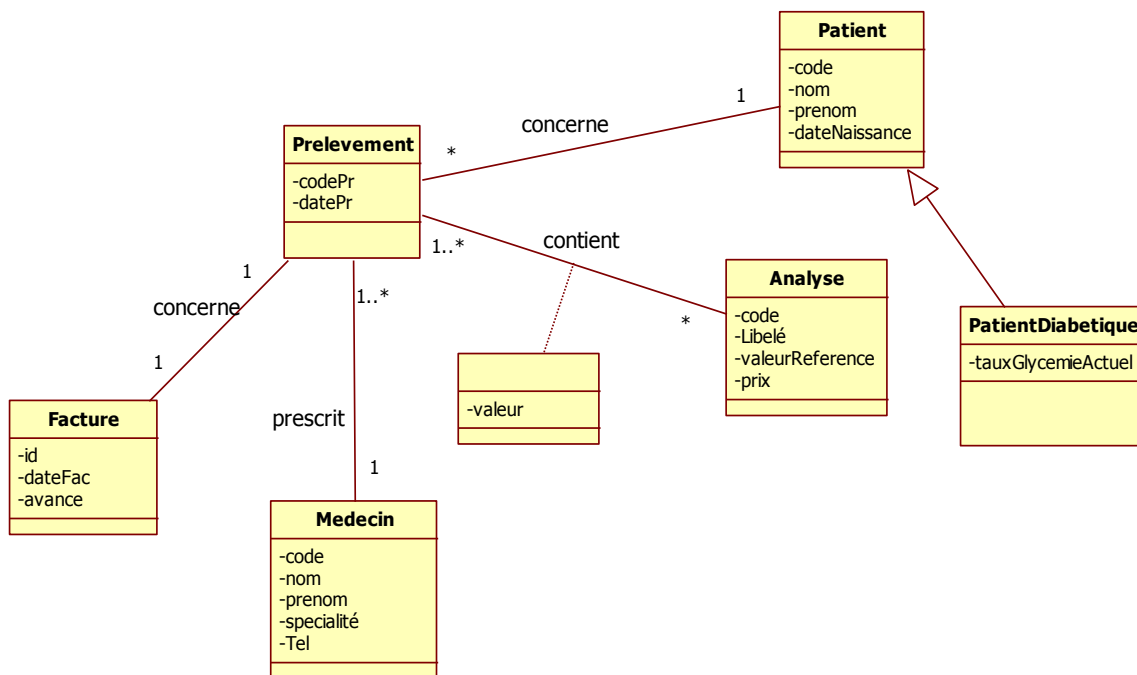 Patient
-code
-nom
-prenom
-dateNaissance
1
concerne
*
Prelevement
-codePr
-datePr
1..*
contient
*
Analyse
-code
-Libelé
-valeurReference
-prix
PatientDiabetique
-tauxGlycemieActuel
-valeur
1
concerne
1
1..*
prescrit
1
Facture
-id
-dateFac
-avance
Medecin
-code
-nom
-prenom
-specialité
-Tel